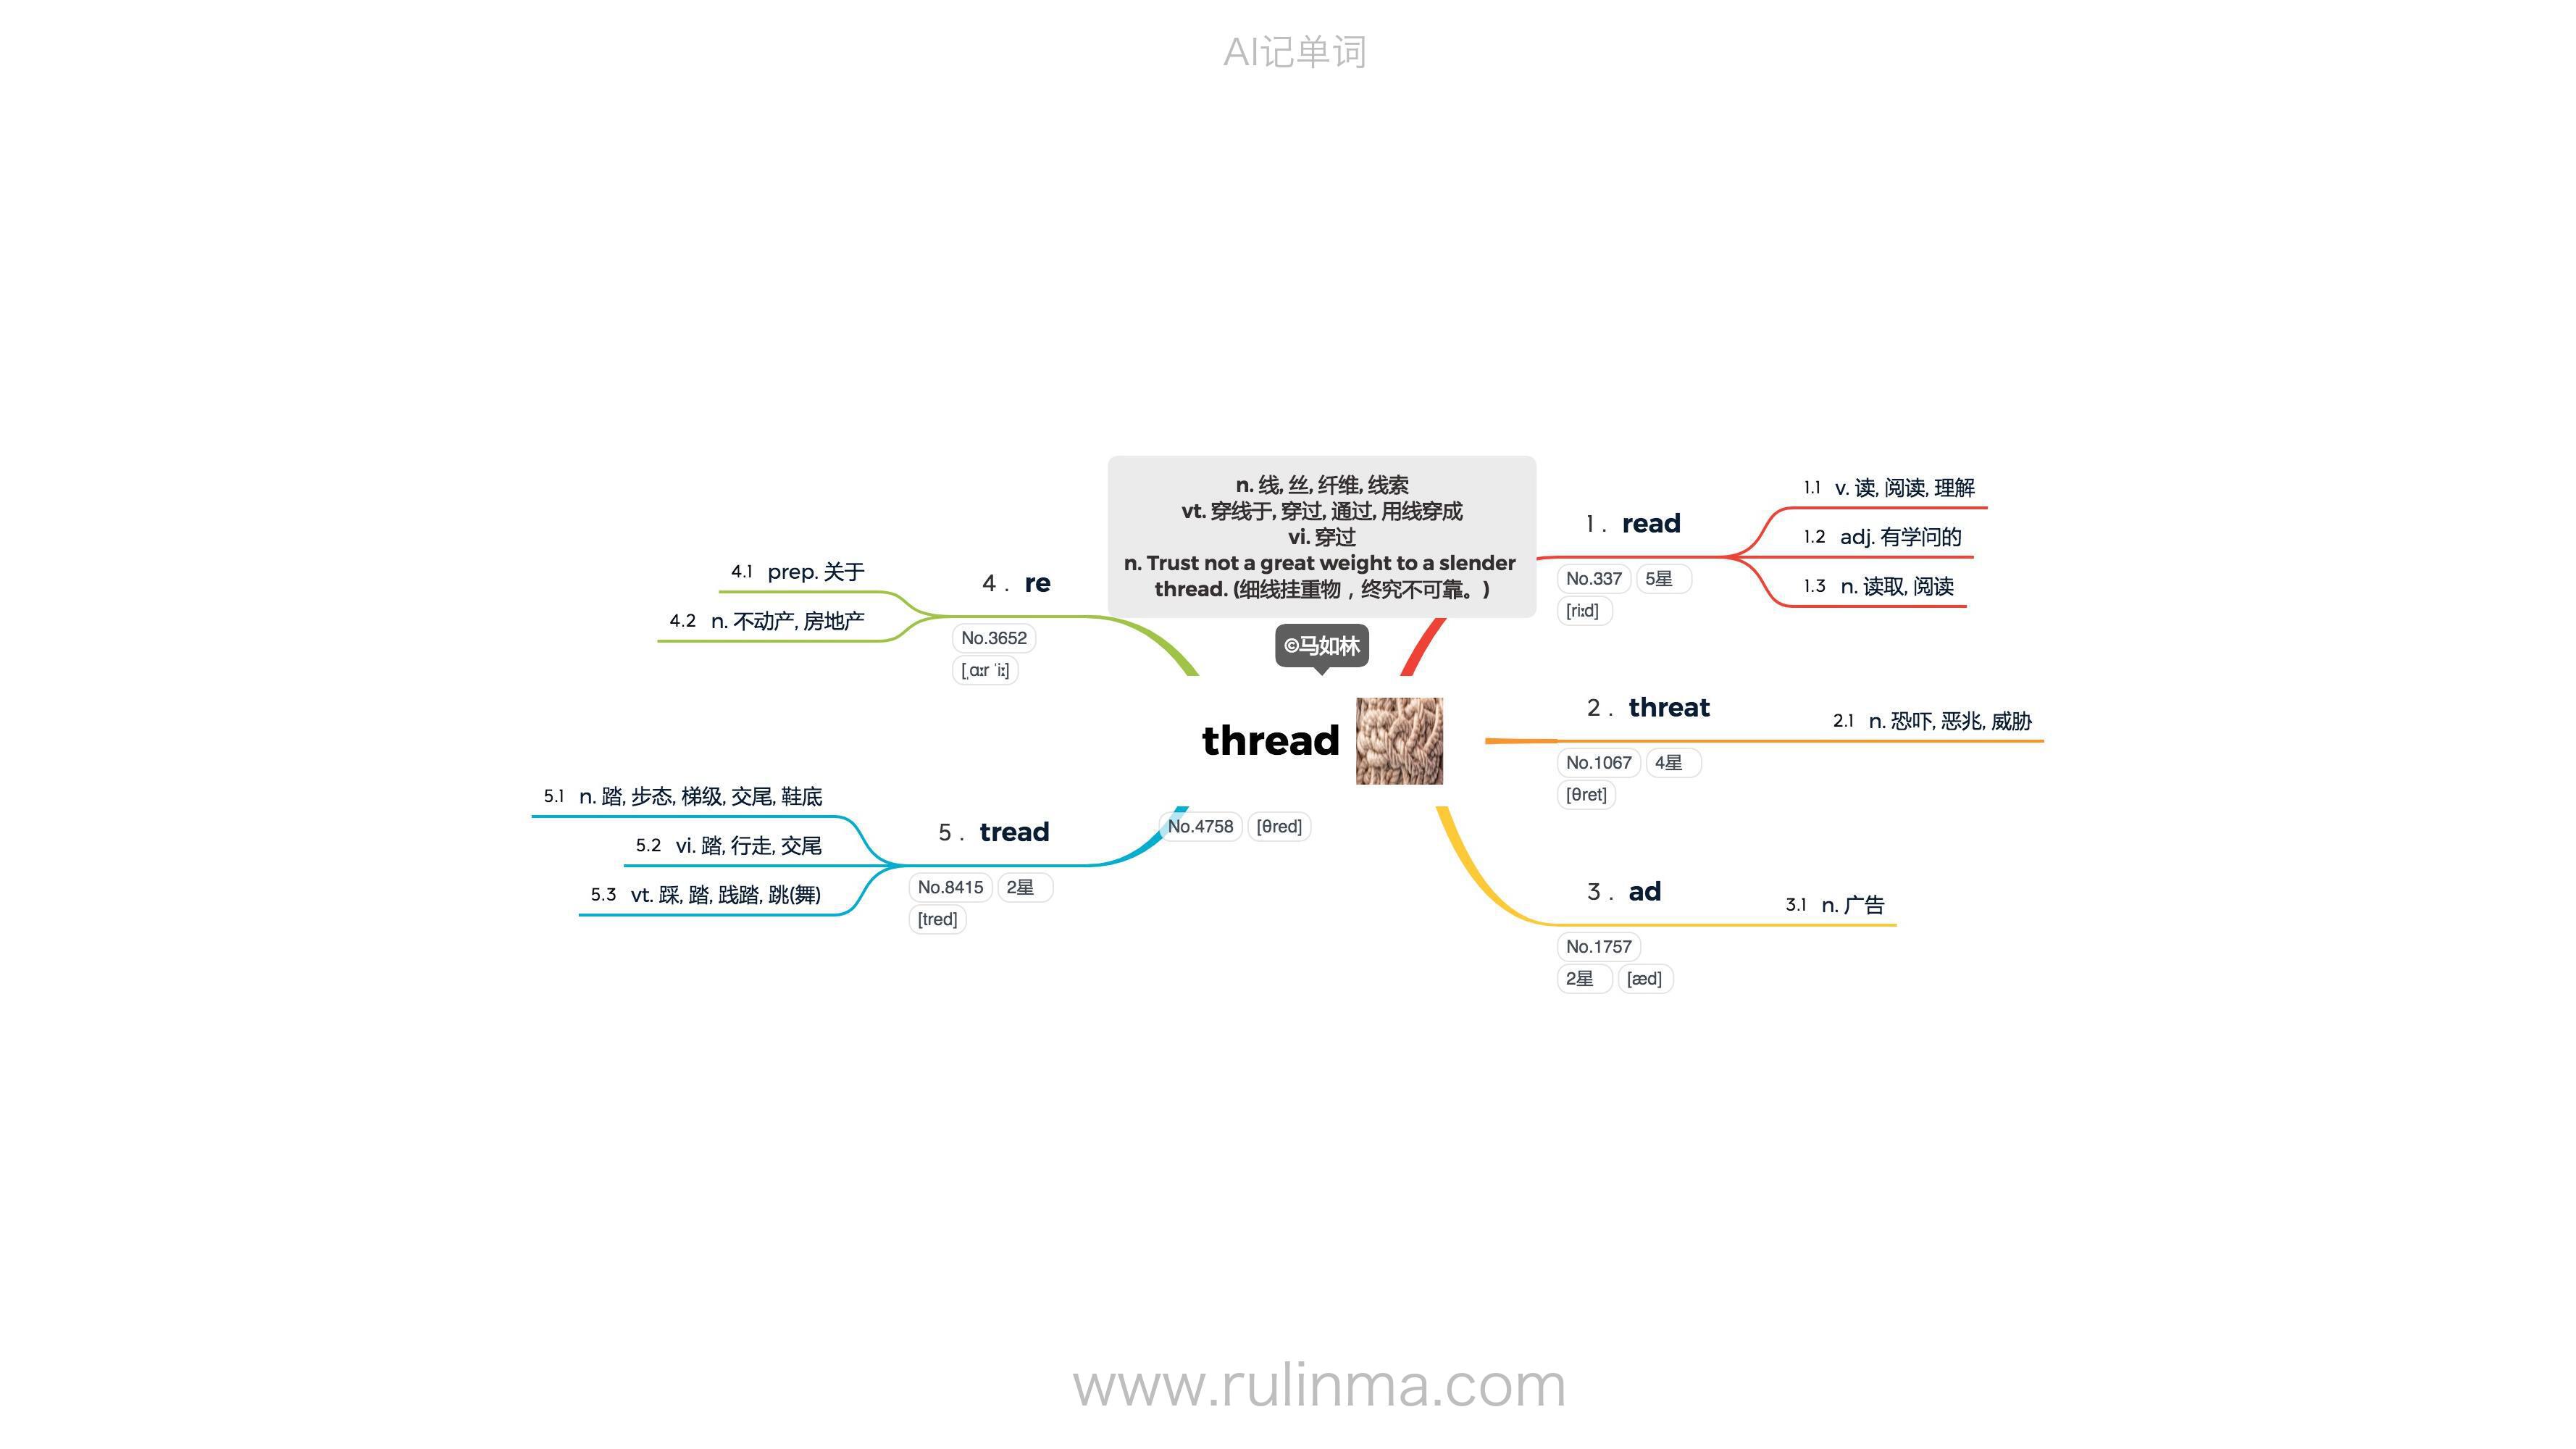 AI记单词
n. 线, 丝, 纤维, 线索
vt. 穿线于, 穿过, 通过, 用线穿成
vi. 穿过
n. Trust not a great weight to a slender
thread. (细线挂重物，终究不可靠。)
©马如林
thread
No.4758 [θred]
1. read
No.337 5星
[riːd]
1.1 v. 读, 阅读, 理解
1.2 adj. 有学问的
1.3 n. 读取, 阅读
2. threat
No.1067 4星
[θret]
2.1 n. 恐吓, 恶兆, 威胁
3. ad
No.1757
2星 [æd]
3.1 n. 广告
4. re
No.3652
[ˌɑːr ˈiː]
4.1 prep. 关于
4.2 n. 不动产, 房地产
5. tread
No.8415 2星
[tred]
5.1 n. 踏, 步态, 梯级, 交尾, 鞋底
5.2 vi. 踏, 行走, 交尾
5.3 vt. 踩, 踏, 践踏, 跳(舞)
www.rulinma.com